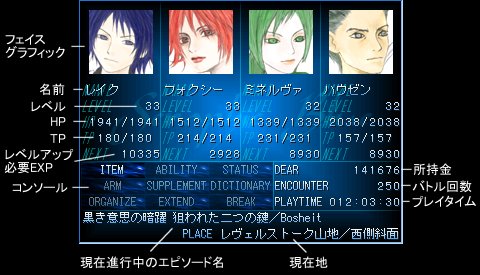 フェイス
グラフィック
名前 レイク フォクシー ミネルヴァ バウゼン
レベル LEVEL 33 LEVEL 33 LEVEL 32 LEVEL 32
HP 1941/1941 1512/1512 1339/1339 2038/2038
TP 180/180 TP 214/214 TP 231/231 TP 157/157
レベルアップ
必要EXP
NEXT 10335 NEXT 2928 NEXT 8930 NEXT 8930
コンソール
ITEM ABILITY STATUS DEAR 141676 所持金
ARM SUPPLEMENT DICTIONARY ENCOUNTER 250 バトル回数
ORGANIZE EXTEND BREAK PLAYTIME 012:03:30 プレイタイム
黒き意思の暗躍 狙われた二つの鍵／Bosheit
PLACE レヴェルストーク山地／西側斜面
現在進行中のエピソード名 現在地